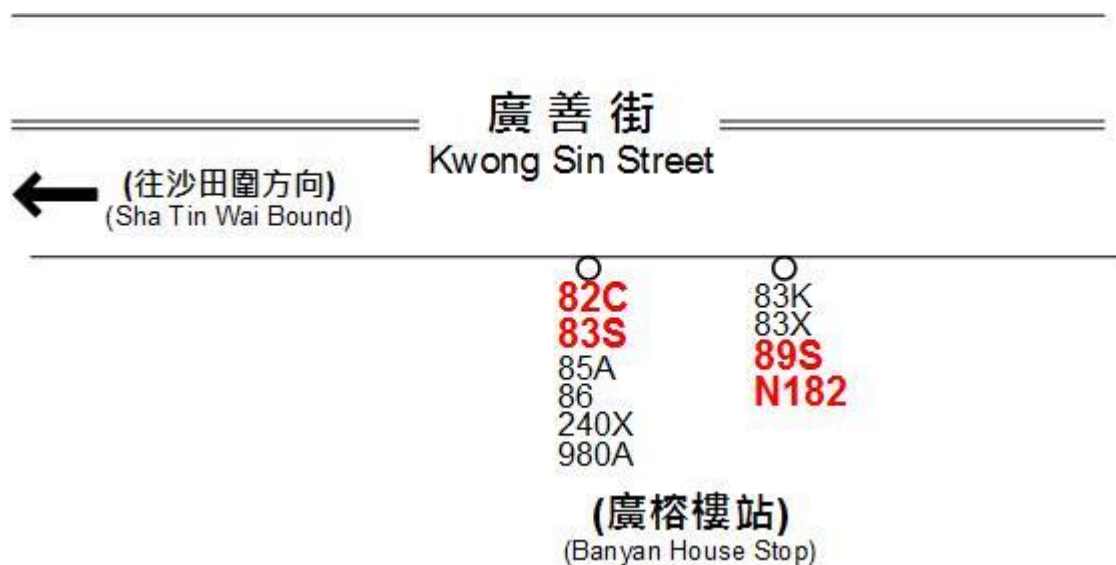 廣善街
Kwong Sin Street
(往沙田圍方向)
(Sha Tin Wai Bound)
82C
83S
85A
86
240X
980A
83K
83X
89S
N182
(廣榕樓站)
(Banyan House Stop)